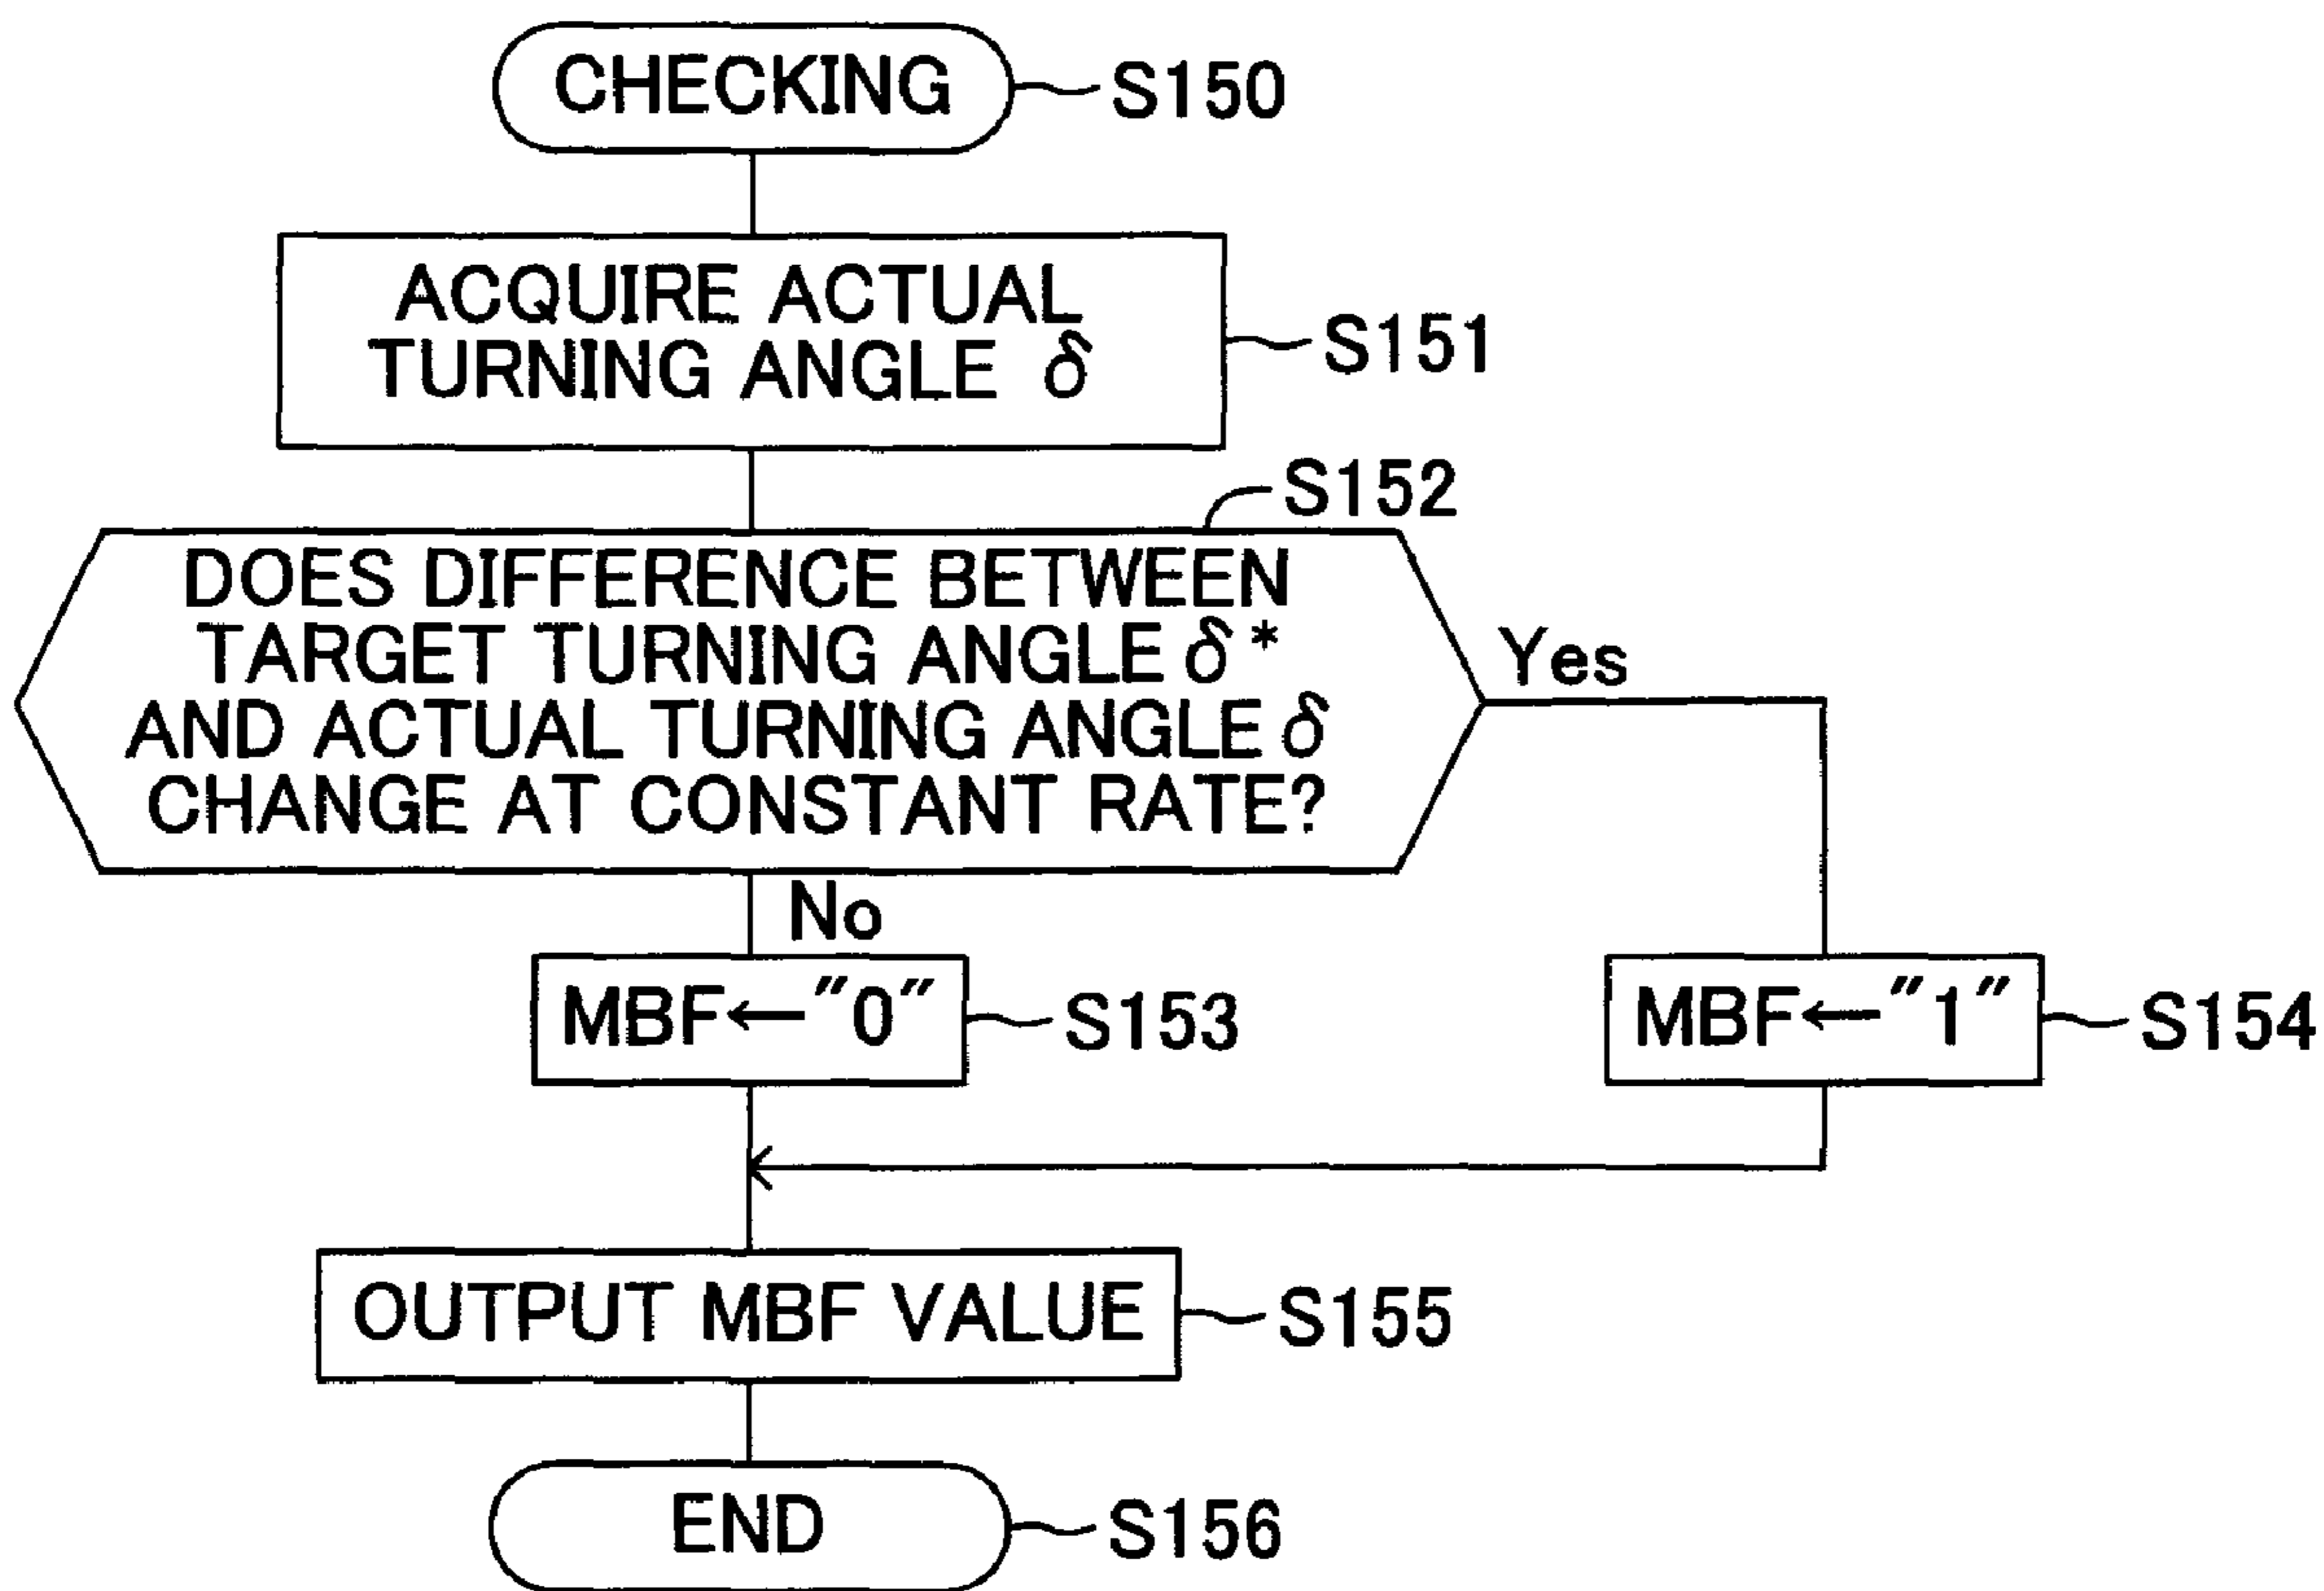 CHECKING
S150
ACQUIRE ACTUAL
TURNING ANGLE δ
S151
S152
DOES DIFFERENCE BETWEEN
TARGET TURNING ANGLE δ*
AND ACTUAL TURNING ANGLE δ
CHANGE AT CONSTANT RATE?
Yes
No
MBF←"0"
S153
MBF←"1"
S154
OUTPUT MBF VALUE
S155
END
S156